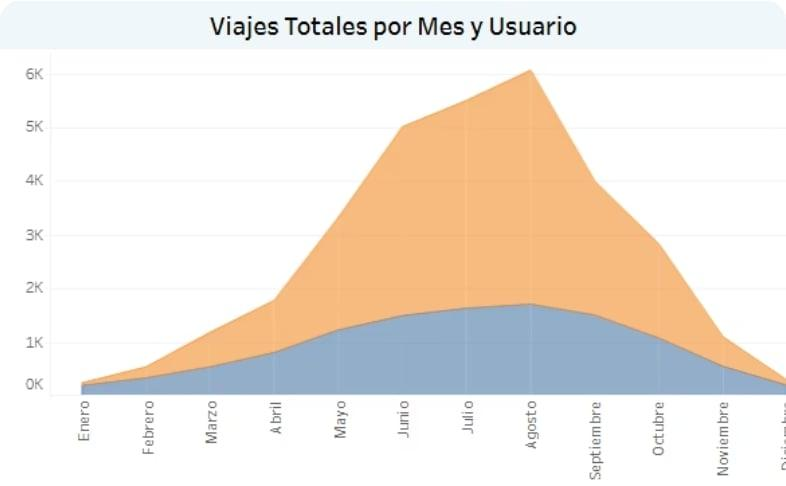 Viajes Totales por Mes y Usuario
6K
5K
4K
3K
2K
1K
0K
Enero
Febrero
Marzo
Abril
Mayo
Junio
Julio
Agosto
Septiembre
Octubre
Noviembre